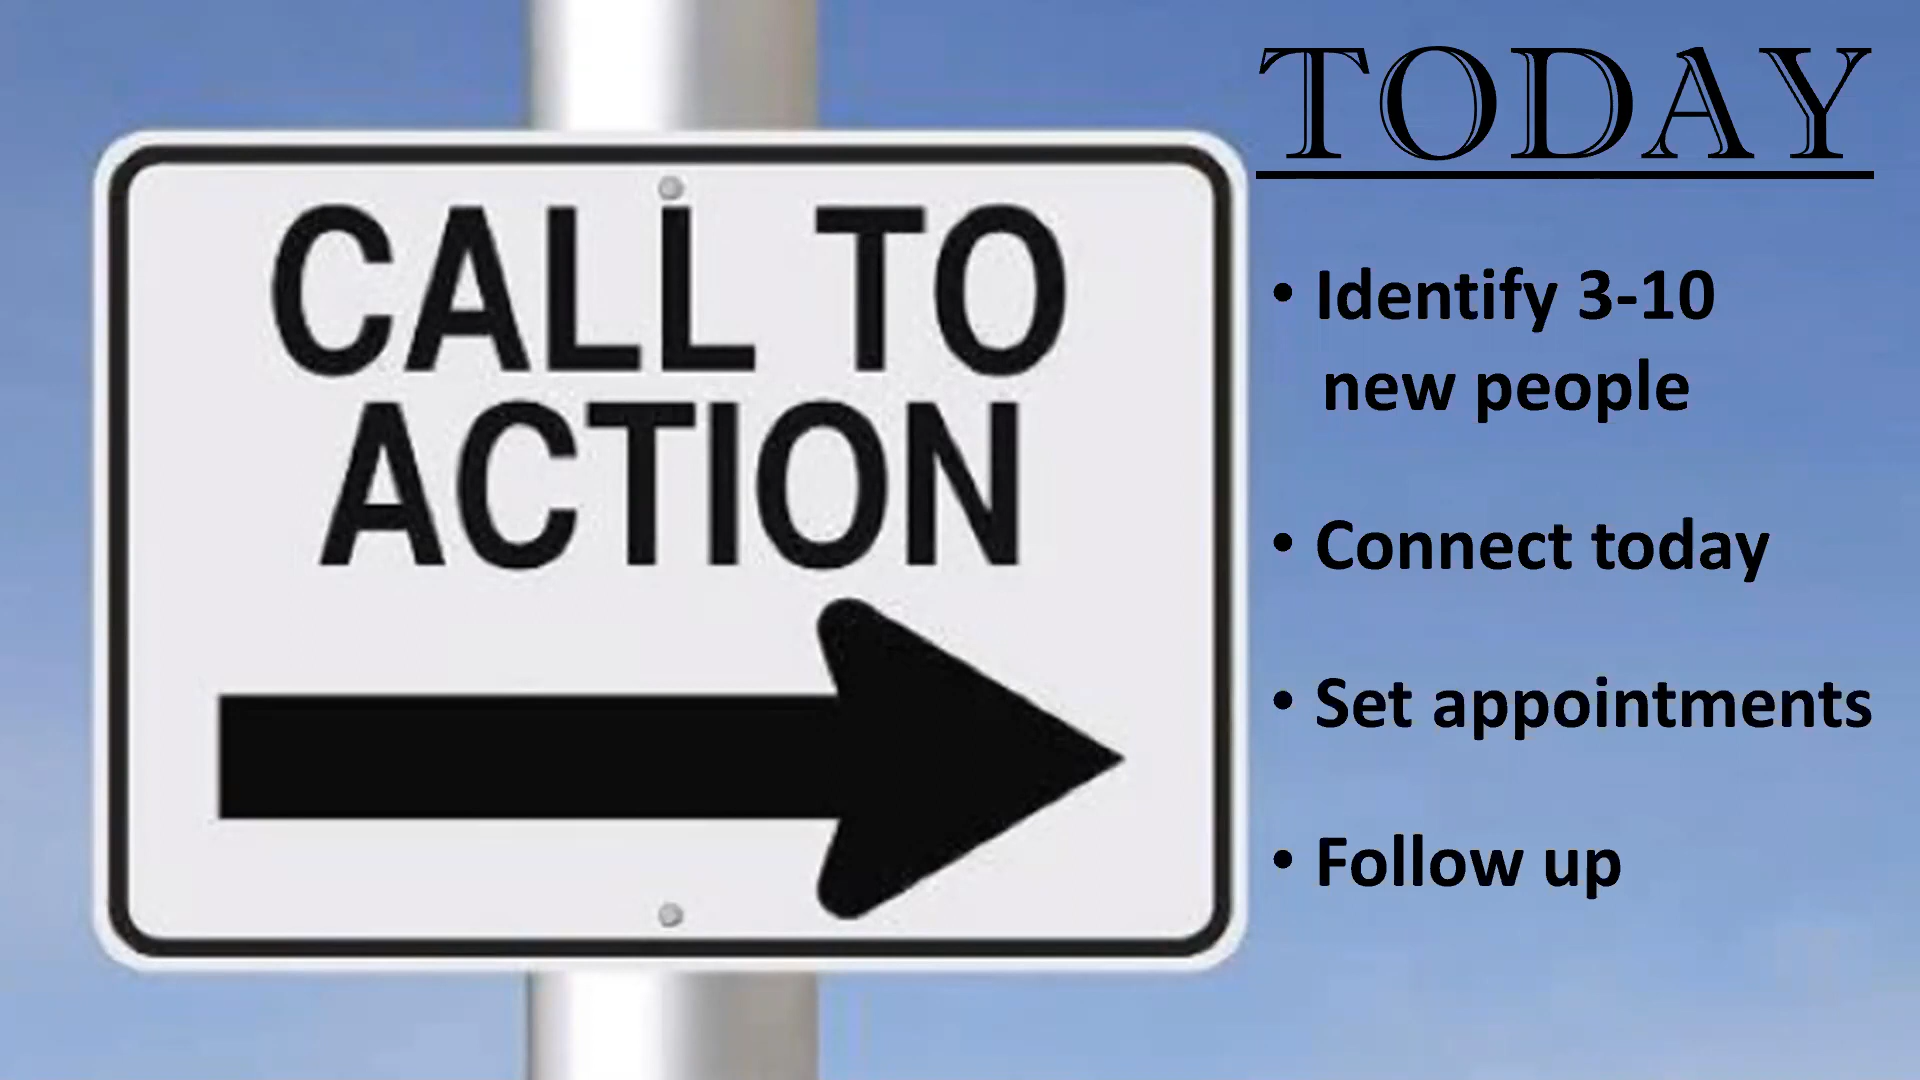 CALL TO
ACTION
TODAY
• Identify 3-10
new people
• Connect today
• Set appointments
• Follow up